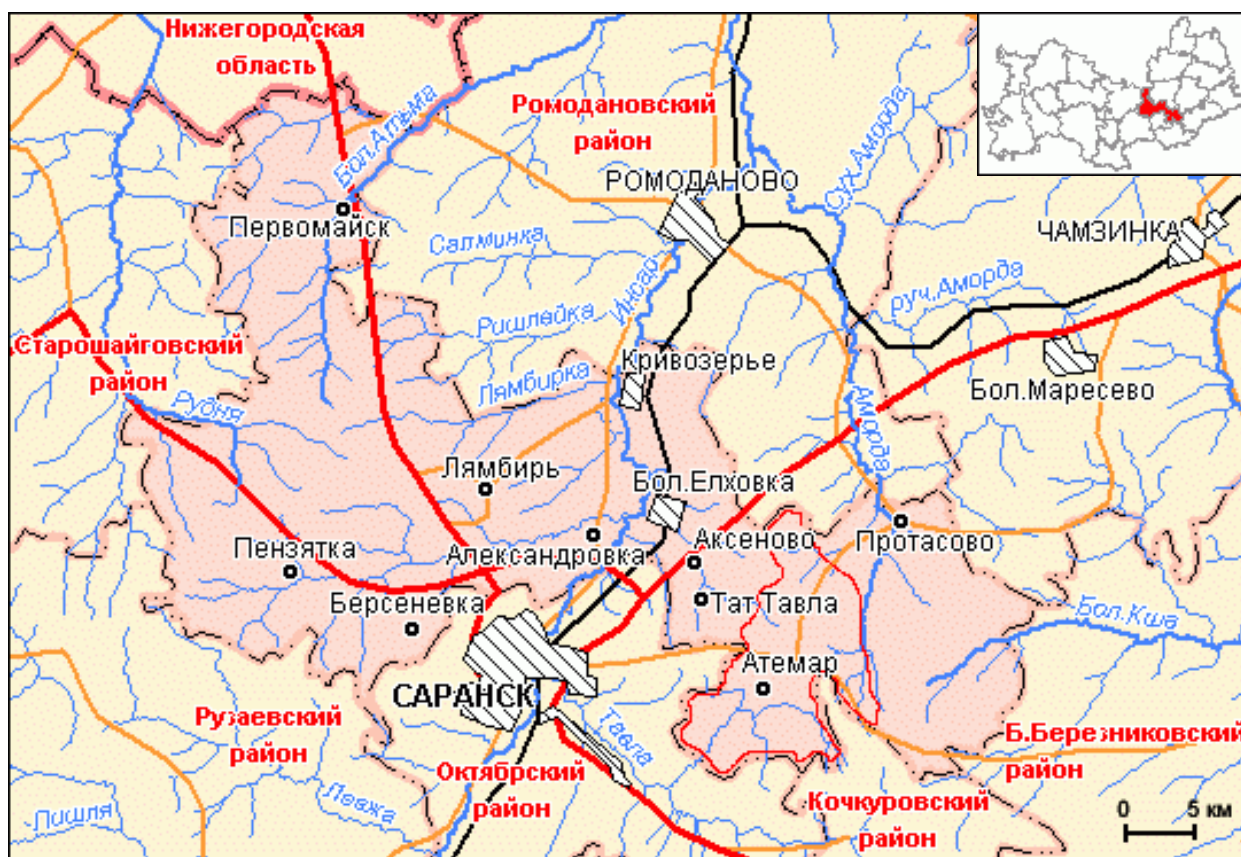 Нижегородская
область
Бол.Атьма
Ромодановский
район
Сух.Аморда
РОМОДАНОВО
Первомайск
Салминка
ЧАМЗИНКА
Инсар
руч.Аморда
Ришлейка
Старошайговский
район
Кривозерье
Лямбирка
Бол.Маресево
Рудня
Аморда
Лямбирь
Бол.Елховка
Пензятка
Александровка
Аксеново
Протасово
Берсеневка
Тат.Тавла
Бол.Кша
Атемар
САРАНСК
Рузаевский
район
Тавла
Б.Березниковский
район
Октябрский
район
Левжа
Пишля
Кочкуровский
район
0 5 км